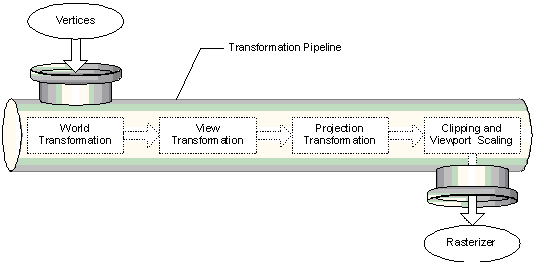 Vertices
Transformation Pipeline
World
Transformation
View
Transformation
Projection
Transformation
Clipping and
Viewport Scaling
Rasterizer